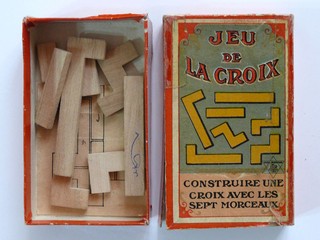 JEU
DE
LA CROIX
CONSTRUIRE UNE
CROIX AVEC LES
SEPT MORCEAUX